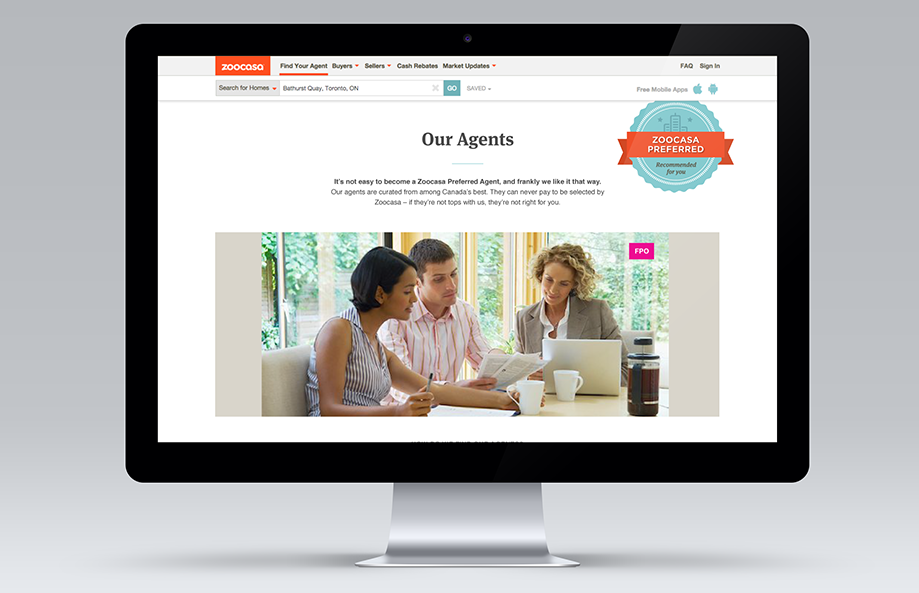 zoocasa Find Your Agent Buyers Sellers Cash Rebates Market Updates FAQ Sign In
Search for Homes Bathurst Quay, Toronto, ON GO SAVED Free Mobile Apps
Our Agents
ZOOCASA
PREFERRED
Recommended
for you
It's not easy to become a Zoocasa Preferred Agent, and frankly we like it that way.
Our agents are curated from among Canada's best. They can never pay to be selected by
Zoocasa – if they're not tops with us, they're not right for you.
FPO